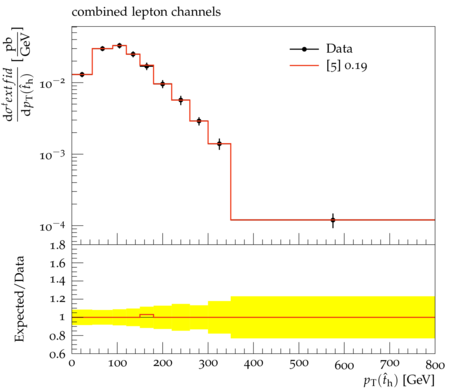 combined lepton channels
dσ^textfid/dp_T(t̂_h) [pb/GeV]
Data
[5] 0.19
10^−2
10^−3
10^−4
Expected/Data
1.8
1.6
1.4
1.2
1
0.8
0.6
0 100 200 300 400 500 600 700 800
p_T(t̂_h) [GeV]